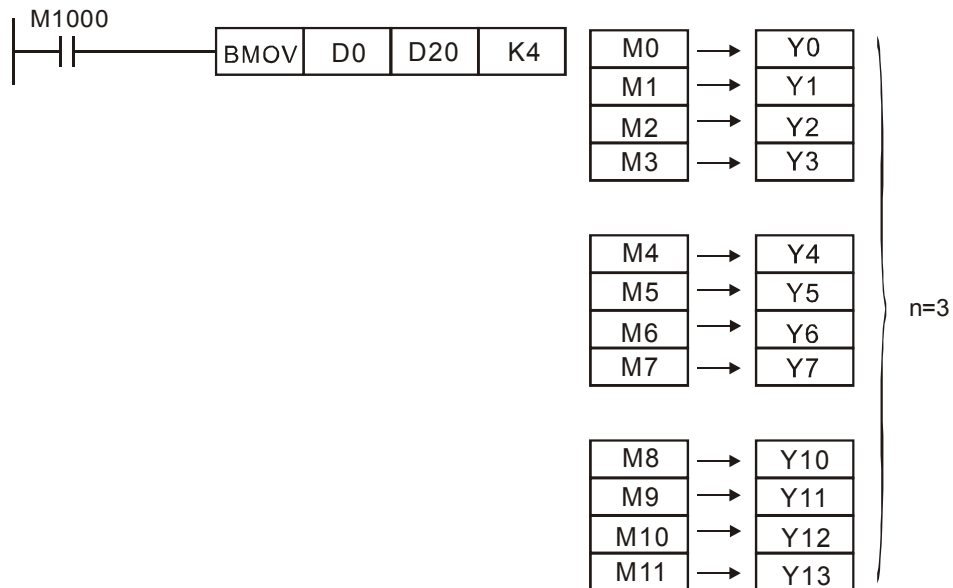 M1000
BMOV D0 D20 K4
M0 Y0
M1 Y1
M2 Y2
M3 Y3
M4 Y4
M5 Y5
M6 Y6
M7 Y7
n=3
M8 Y10
M9 Y11
M10 Y12
M11 Y13